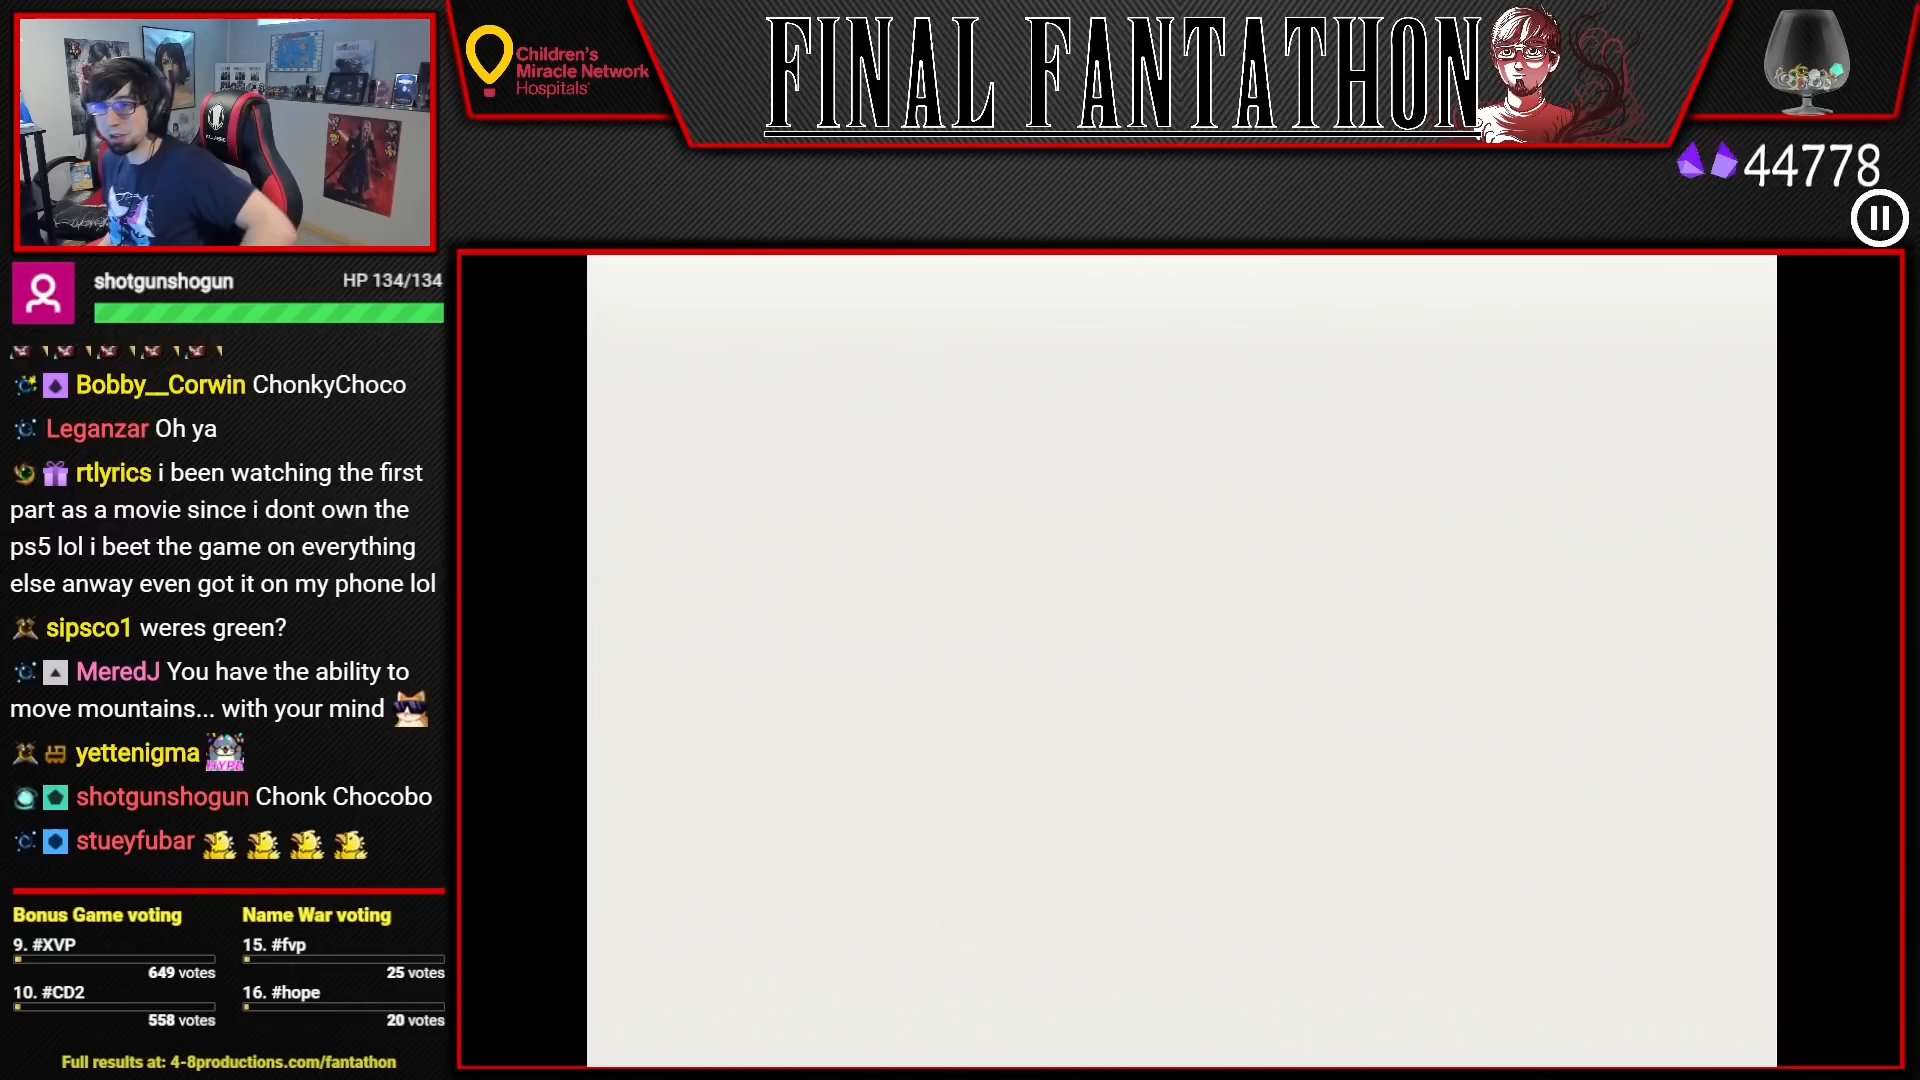 Children's
Miracle Network
Hospitals
FINAL FANTATHON
44778
shotgunshogun HP 134/134
Bobby__Corwin ChonkyChoco
Leganzar Oh ya
rtlyrics i been watching the first
part as a movie since i dont own the
ps5 lol i beet the game on everything
else anway even got it on my phone lol
sipsco1 weres green?
MeredJ You have the ability to
move mountains... with your mind
yettenigma HYPE
shotgunshogun Chonk Chocobo
stueyfubar
Bonus Game voting
9. #XVP
649 votes
10. #CD2
558 votes
Name War voting
15. #fvp
25 votes
16. #hope
20 votes
Full results at: 4-8productions.com/fantathon